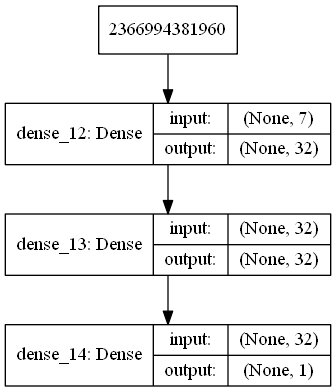 2366994381960
dense_12: Dense
input:
(None, 7)
output:
(None, 32)
dense_13: Dense
input:
(None, 32)
output:
(None, 32)
dense_14: Dense
input:
(None, 32)
output:
(None, 1)